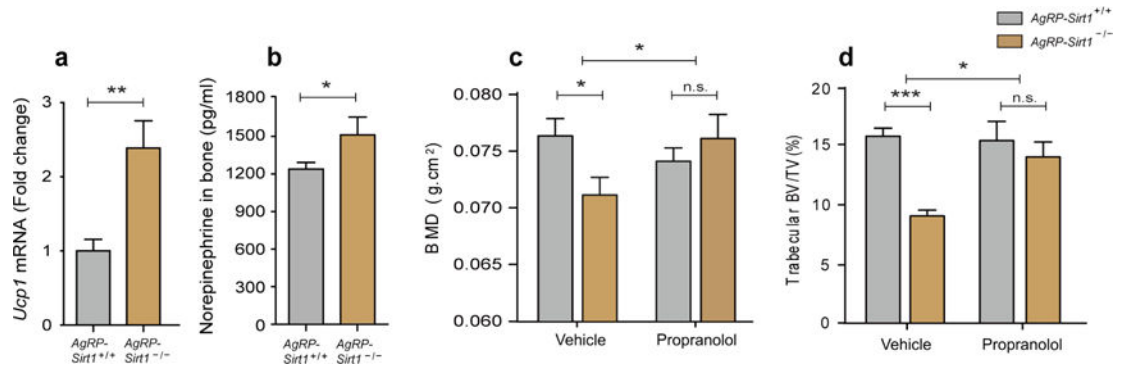 AgRP-Sirt1+/+
AgRP-Sirt1−/−
a
Ucp1 mRNA (Fold change)
3
2
1
0
**
AgRP-
Sirt1+/+
AgRP-
Sirt1−/−
b
Norepinephrine in bone (pg/ml)
1800
1500
1200
900
600
300
0
*
AgRP-
Sirt1+/+
AgRP-
Sirt1−/−
c
BMD (g.cm2)
0.080
0.075
0.070
0.065
0.060
*
*
n.s.
Vehicle
Propranolol
d
Trabecular BV/TV (%)
20
15
10
5
0
*
***
n.s.
Vehicle
Propranolol